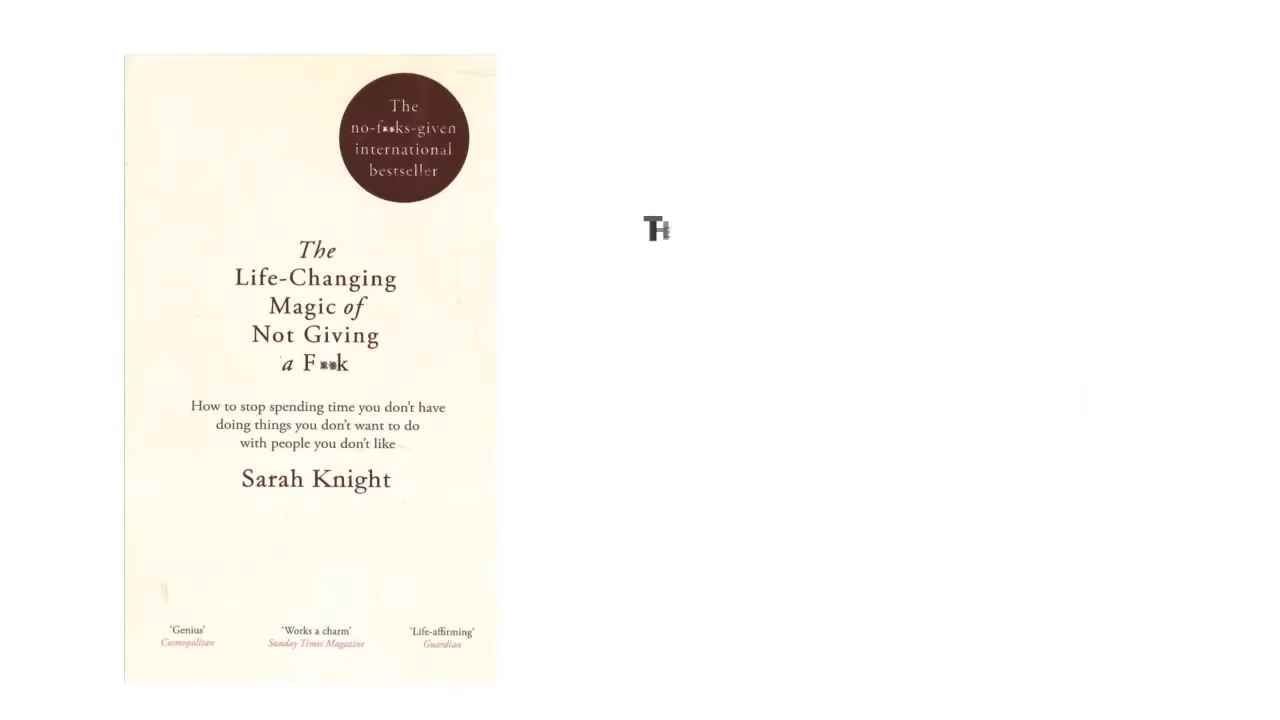 The
no-f**ks-given
international
bestseller
The
Life-Changing
Magic of
Not Giving
a F**k
How to stop spending time you don't have
doing things you don't want to do
with people you don't like
Sarah Knight
'Genius'
Cosmopolitan
'Works a charm'
Sunday Times Magazine
'Life-affirming'
Guardian
TH